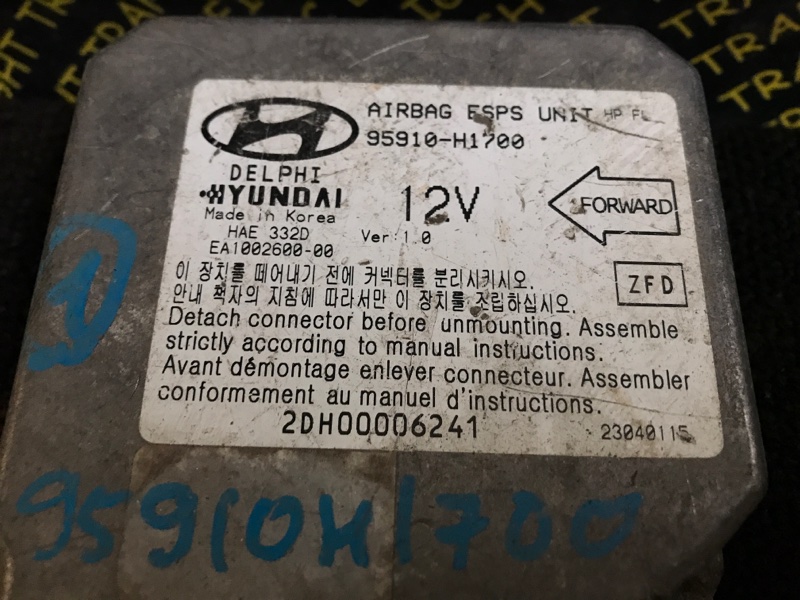 AIRBAG ESPS UNIT HP
95910-H1700
DELPHI
HYUNDAI
Made in Korea
HAE 332D
EA1002600-00
12V
Ver 1.0
FORWARD
ZFD
이 장치를 떼어내기 전에 커넥터를 분리시키시오.
안내 책자의 지침에 따라서만 이 장치를 조립하십시오.
Detach connector before unmounting. Assemble
strictly according to manual instructions.
Avant démontage enlever connecteur. Assembler
conformement au manuel d'instructions.
2DH00006241
23040115
1
95910H1700